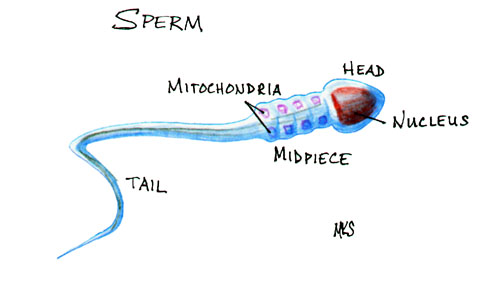 SPERM
HEAD
MITOCHONDRIA
NUCLEUS
MIDPIECE
TAIL
MKS